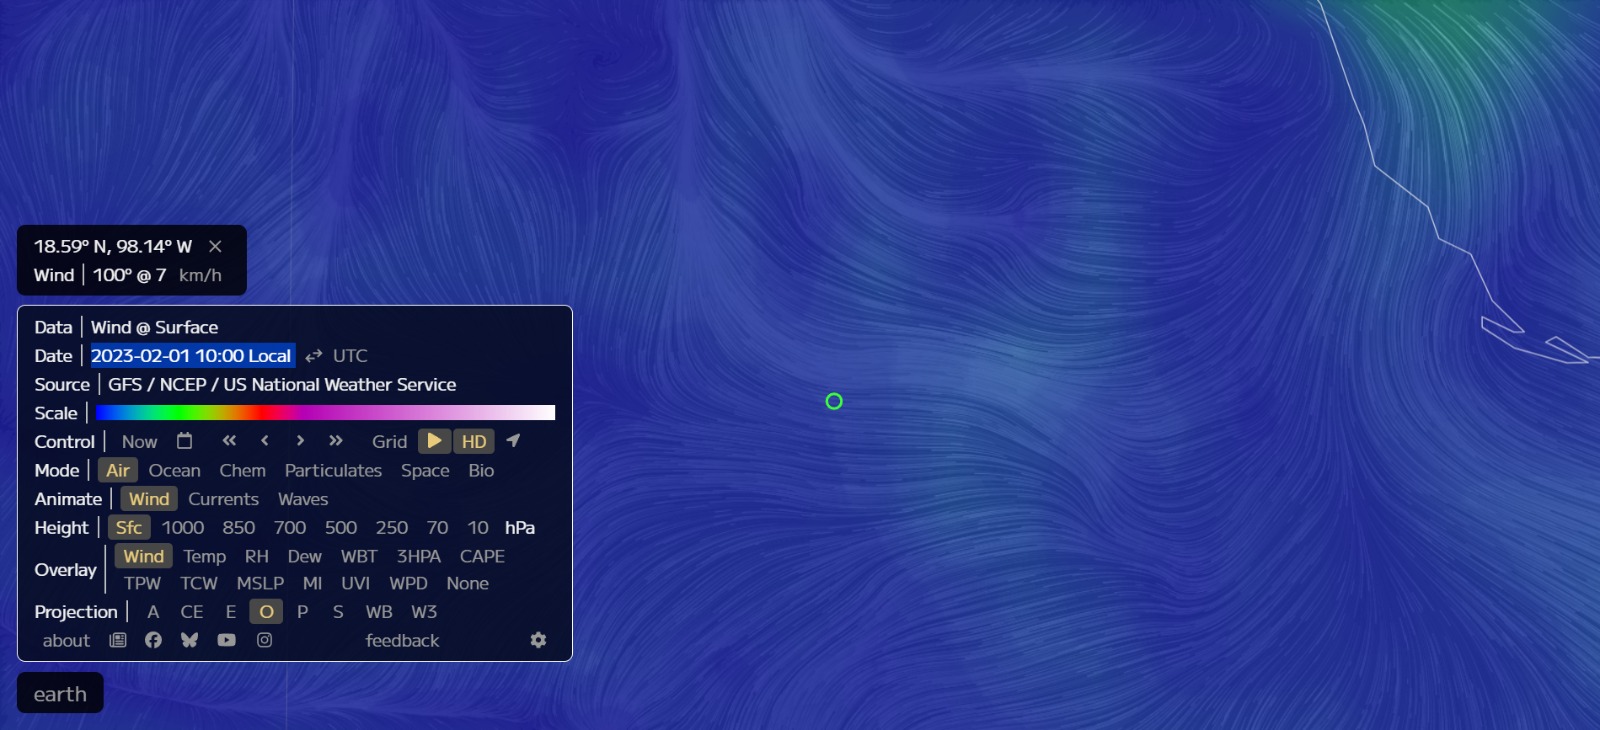 18.59° N, 98.14° W ×
Wind | 100° @ 7 km/h
Data | Wind @ Surface
Date | 2023-02-01 10:00 Local ⇄ UTC
Source | GFS / NCEP / US National Weather Service
Scale |
Control | Now « ‹ › » Grid HD
Mode | Air Ocean Chem Particulates Space Bio
Animate | Wind Currents Waves
Height | Sfc 1000 850 700 500 250 70 10 hPa
Overlay | Wind Temp RH Dew WBT 3HPA CAPE
TPW TCW MSLP MI UVI WPD None
Projection | A CE E O P S WB W3
about feedback
earth